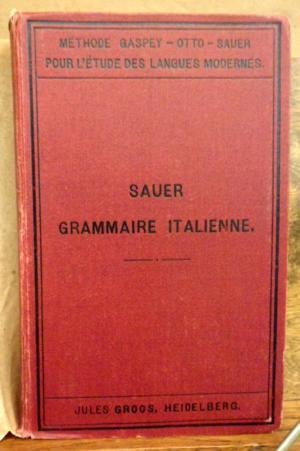 MÉTHODE GASPEY – OTTO – SAUER
POUR L'ÉTUDE DES LANGUES MODERNES.
SAUER
GRAMMAIRE ITALIENNE.
JULES GROOS, HEIDELBERG.